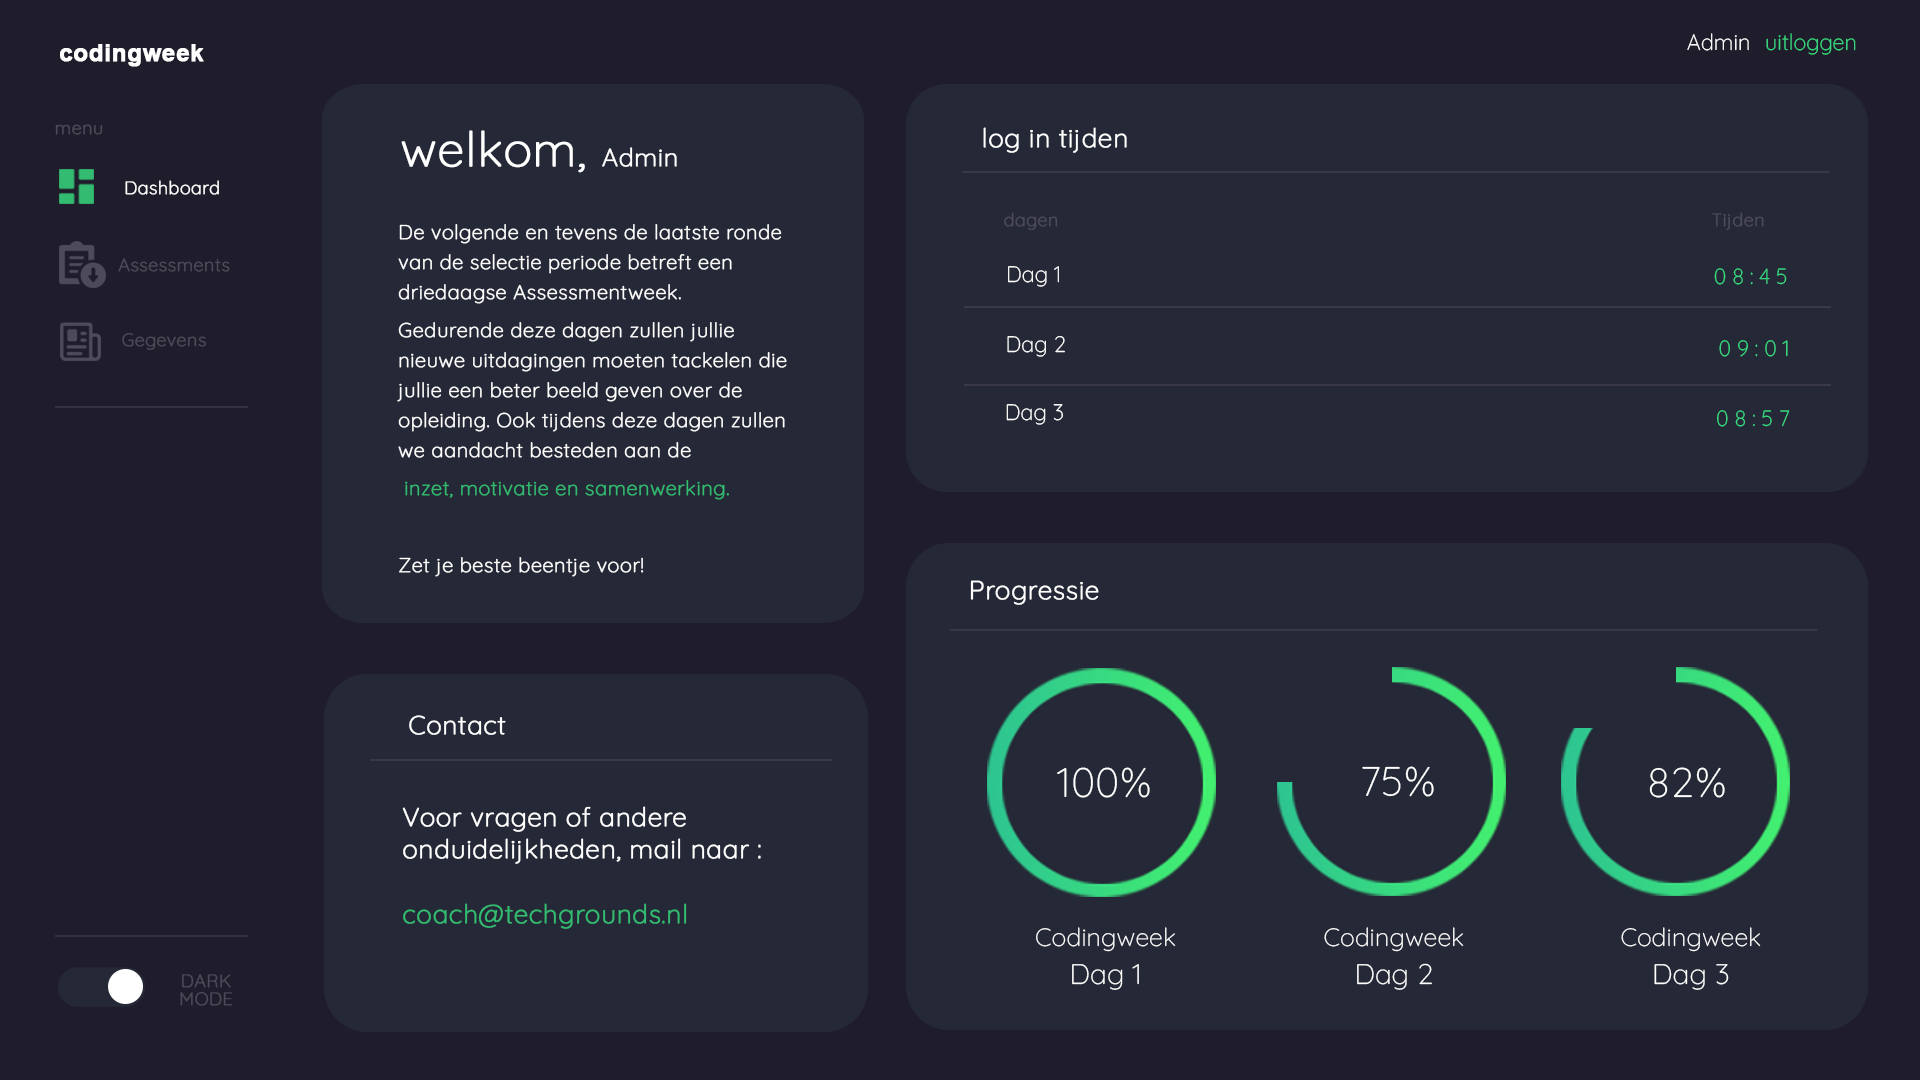 codingweek
Admin uitloggen
menu
Dashboard
Assessments
Gegevens
DARK
MODE
welkom, Admin
De volgende en tevens de laatste ronde
van de selectie periode betreft een
driedaagse Assessmentweek.
Gedurende deze dagen zullen jullie
nieuwe uitdagingen moeten tackelen die
jullie een beter beeld geven over de
opleiding. Ook tijdens deze dagen zullen
we aandacht besteden aan de
inzet, motivatie en samenwerking.
Zet je beste beentje voor!
Contact
Voor vragen of andere
onduidelijkheden, mail naar :
coach@techgrounds.nl
log in tijden
dagen Tijden
Dag 1 08:45
Dag 2 09:01
Dag 3 08:57
Progressie
100% 75% 82%
Codingweek Codingweek Codingweek
Dag 1 Dag 2 Dag 3